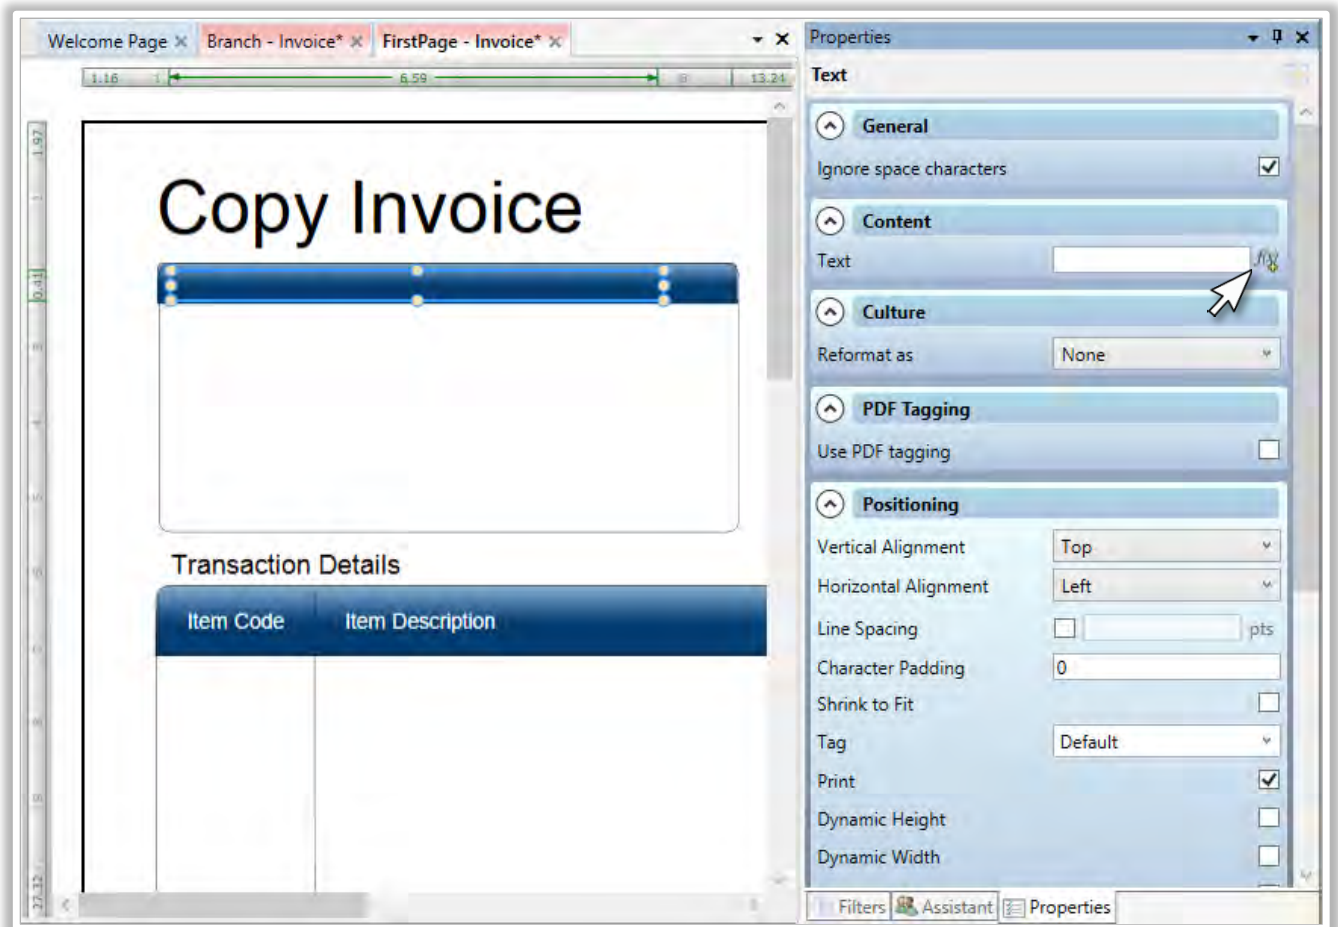 Welcome Page
Branch - Invoice*
FirstPage - Invoice*
Properties
1.16
6.59
13.24
Text
1.97
General
Ignore space characters
Copy Invoice
Content
Text
f(x)
0.41
Culture
Reformat as None
PDF Tagging
Use PDF tagging
Positioning
Vertical Alignment Top
Transaction Details
Horizontal Alignment Left
Item Code Item Description
Line Spacing pts
Character Padding 0
Shrink to Fit
Tag Default
Print
Dynamic Height
Dynamic Width
27.32
Filters Assistant Properties